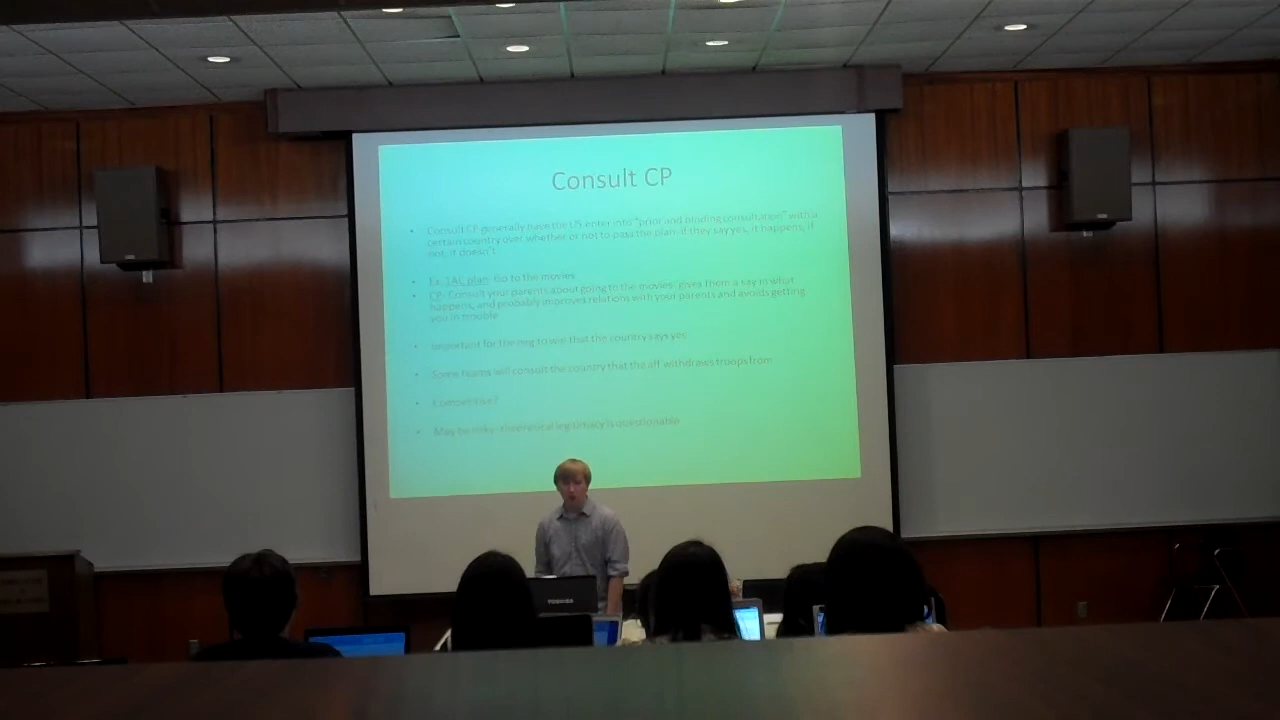 Consult CP
• Consult CP generally have the US enter into "prior and binding consultation" with a
certain country over whether or not to pass the plan- if they say yes, it happens, if
not, it doesn't
• Ex. 1AC plan- Go to the movies
• CP- Consult your parents about going to the movies- gives them a say in what
happens, and probably improves relations with your parents and avoids getting
you in trouble
• Important for the neg to win that the country says yes
• Some teams will consult the country that the aff withdraws troops from
• Competitive?
• May be risky- theoretical legitimacy is questionable
TOSHIBA